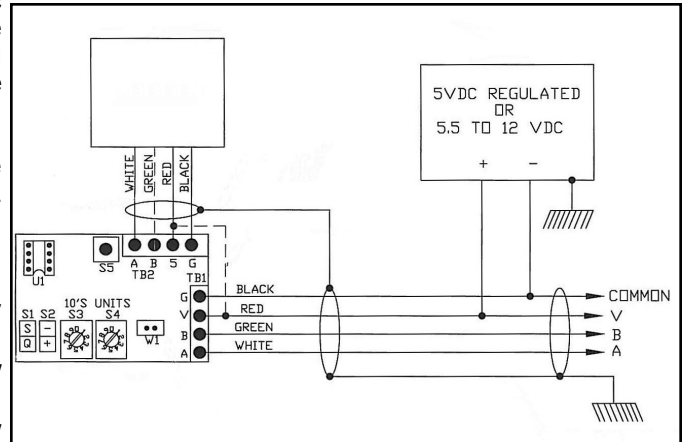 5VDC REGULATED
OR
5.5 TO 12 VDC
+ −
WHITE
GREEN
RED
BLACK
U1
S5
A B 5 G
TB2
TB1
10'S UNITS
S1 S2 S3 S4
S −
Q +
W1
G BLACK COMMON
V RED V
B GREEN B
A WHITE A